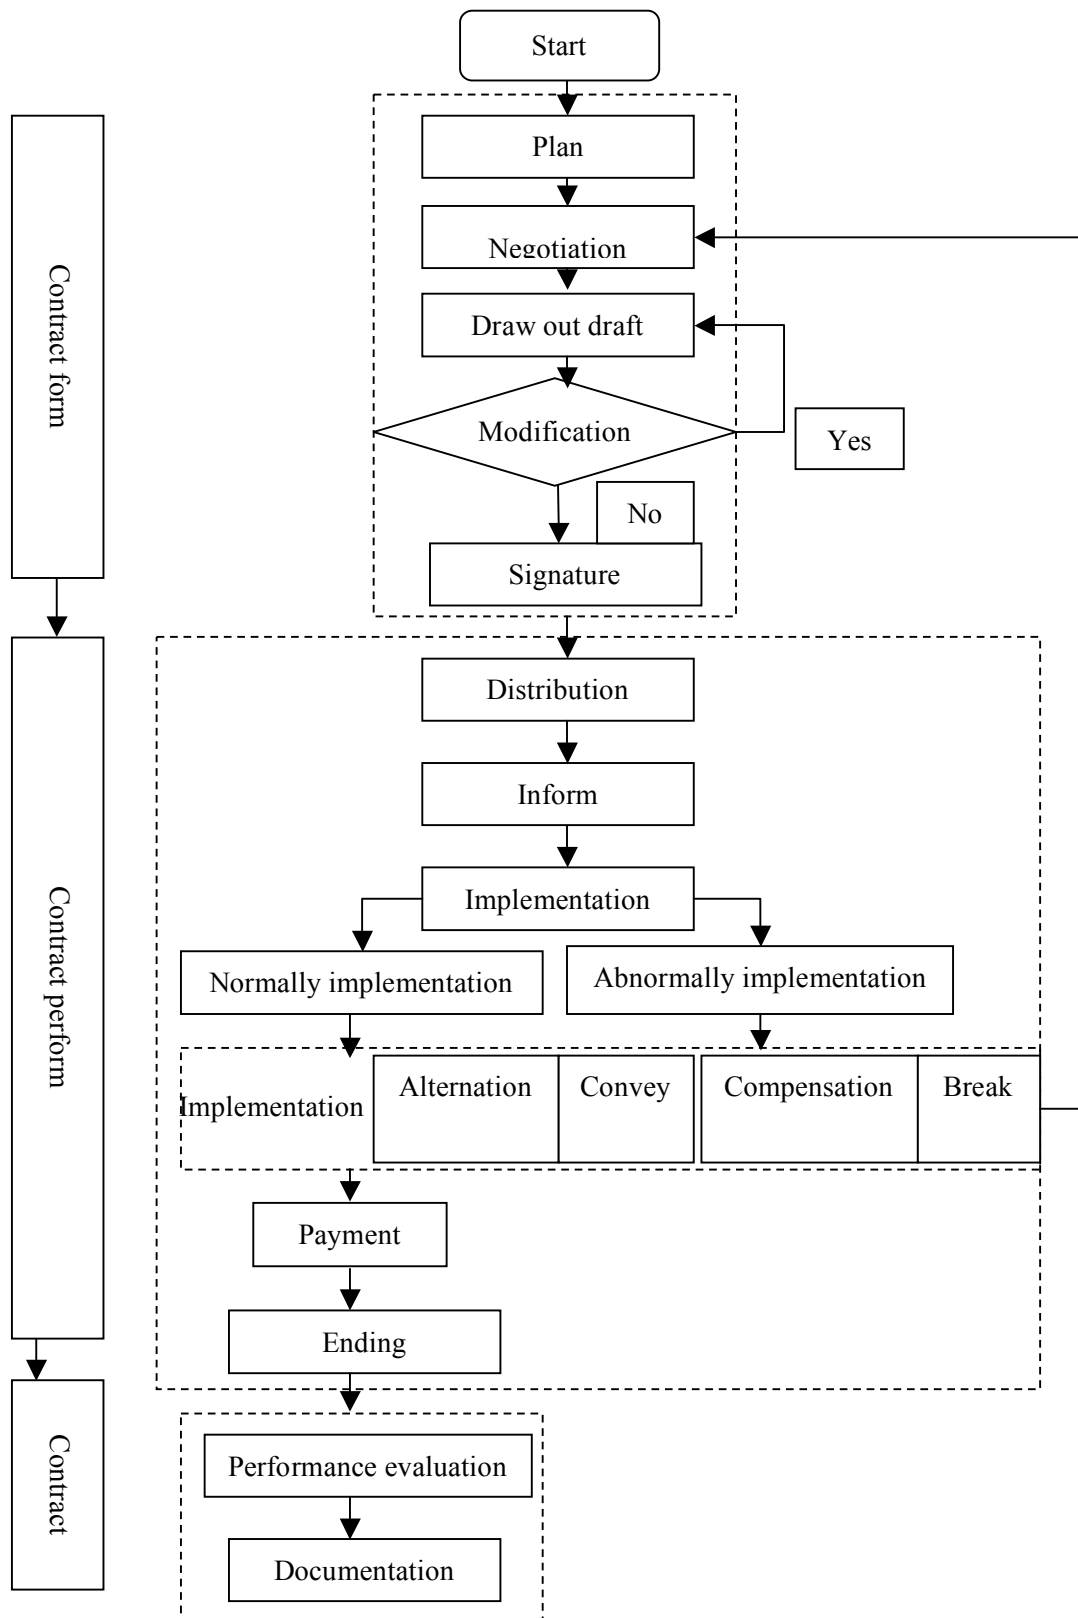 Start
Plan
Negotiation
Draw out draft
Modification
Yes
No
Signature
Contract form
Distribution
Inform
Implementation
Normally implementation
Abnormally implementation
Implementation
Alternation
Convey
Compensation
Break
Contract perform
Payment
Ending
Performance evaluation
Documentation
Contract